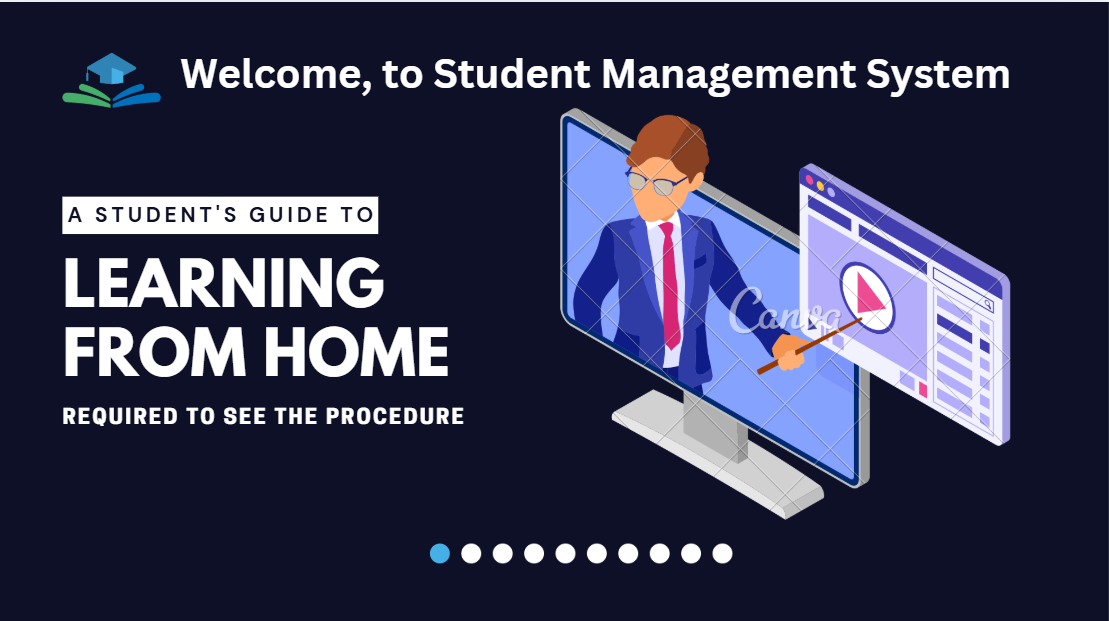 Welcome, to Student Management System
A STUDENT'S GUIDE TO
LEARNING
FROM HOME
REQUIRED TO SEE THE PROCEDURE
Canva